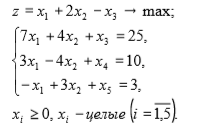 z = x₁ + 2x₂ − x₃ → max;
7x₁ + 4x₂ + x₃ = 25,
3x₁ − 4x₂ + x₄ = 10,
−x₁ + 3x₂ + x₅ = 3,
xᵢ ≥ 0, xᵢ − целые (i = 1,5).